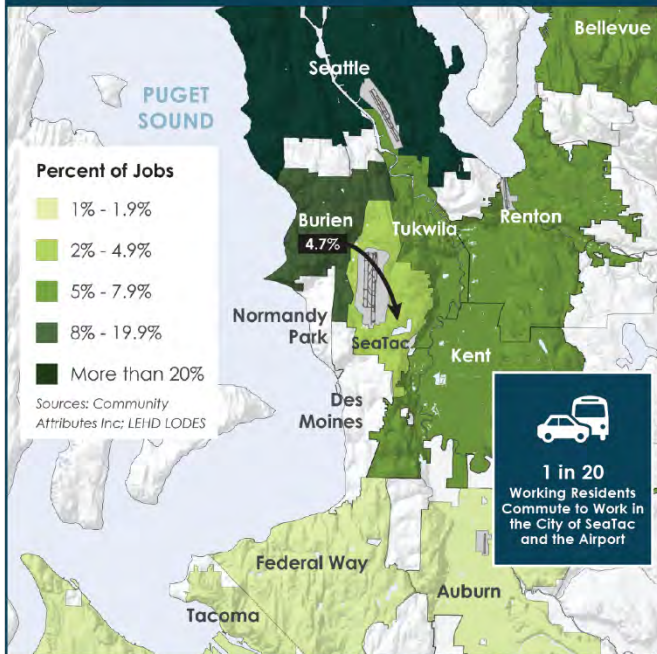 Bellevue
Seattle
PUGET
SOUND
Percent of Jobs
1% - 1.9%
2% - 4.9%
5% - 7.9%
8% - 19.9%
More than 20%
Sources: Community
Attributes Inc; LEHD LODES
Burien
4.7%
Tukwila
Renton
Normandy
Park
SeaTac
Kent
Des
Moines
1 in 20
Working Residents
Commute to Work in
the City of SeaTac
and the Airport
Federal Way
Auburn
Tacoma